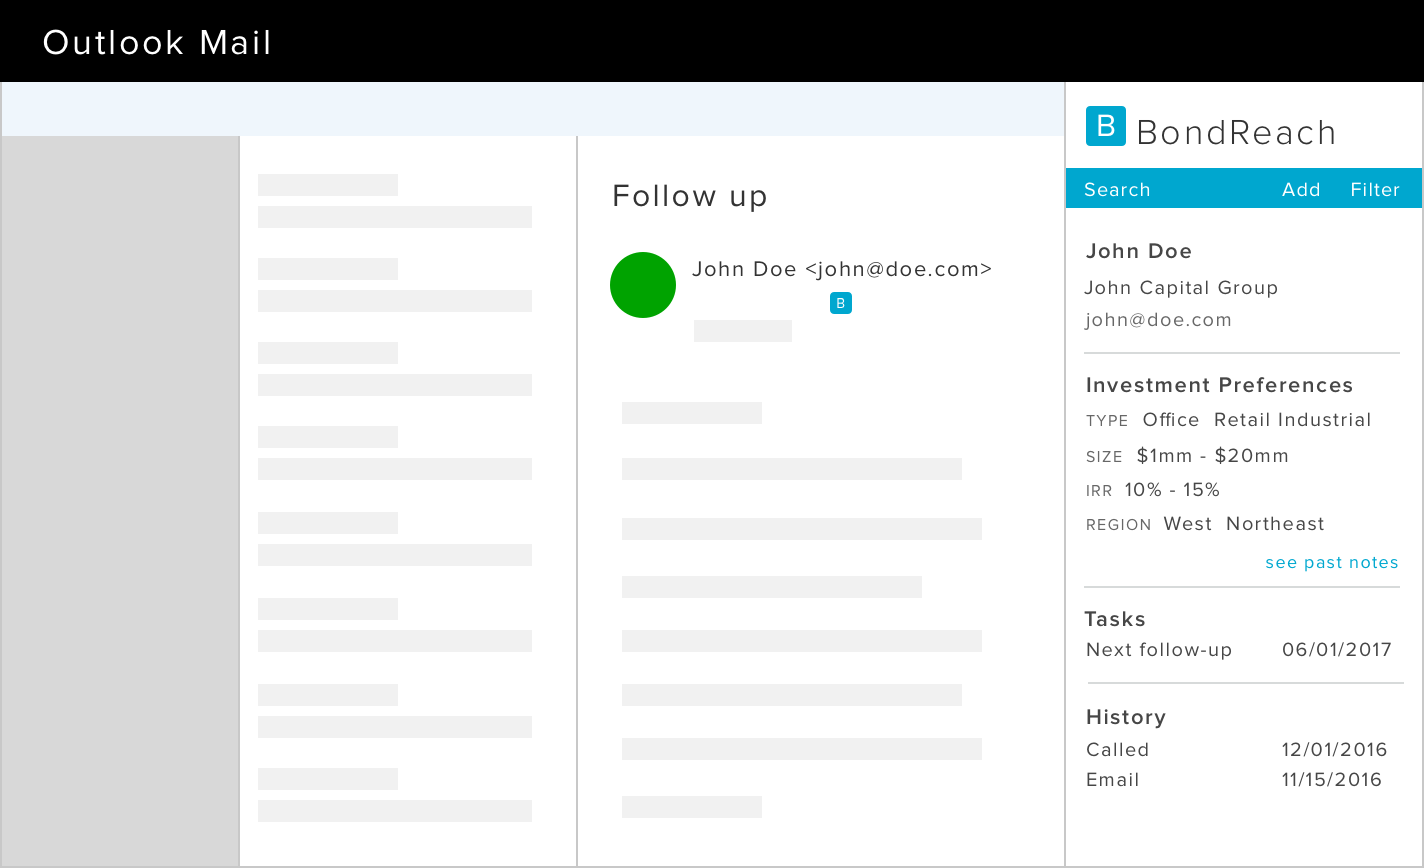 Outlook Mail
B BondReach
Search Add Filter
Follow up
John Doe <john@doe.com>
B
John Doe
John Capital Group
john@doe.com
Investment Preferences
TYPE Office Retail Industrial
SIZE $1mm - $20mm
IRR 10% - 15%
REGION West Northeast
see past notes
Tasks
Next follow-up 06/01/2017
History
Called 12/01/2016
Email 11/15/2016